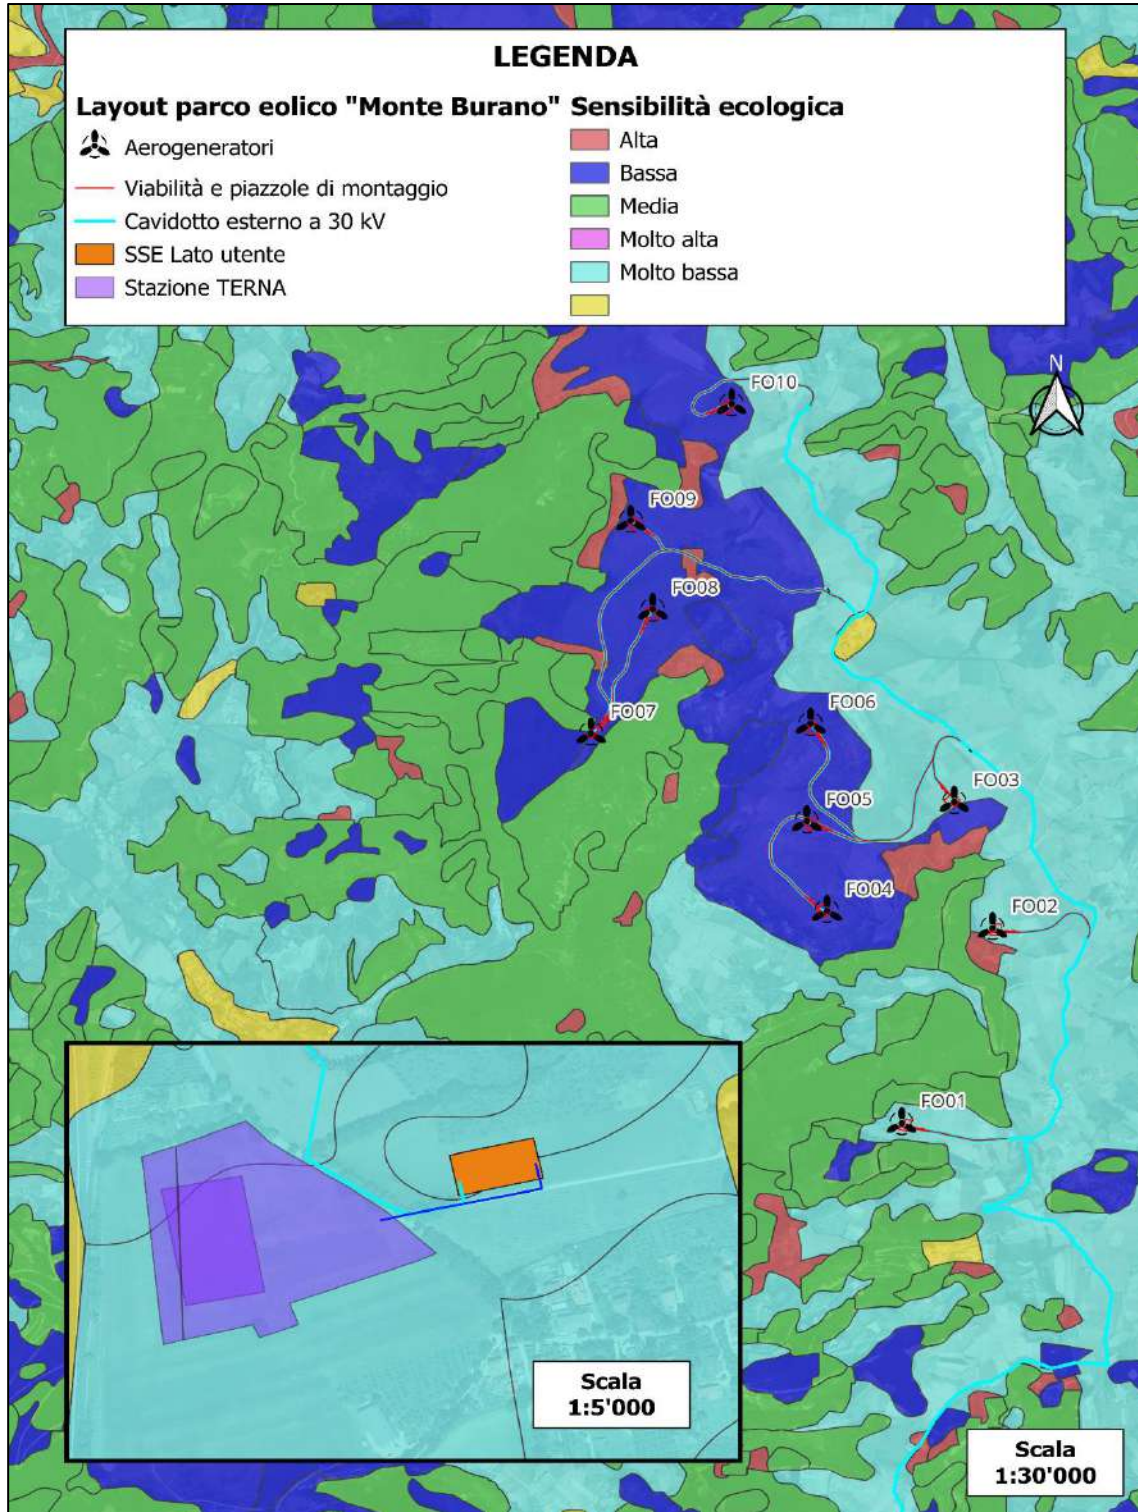 LEGENDA
Layout parco eolico "Monte Burano"
Aerogeneratori
Viabilità e piazzole di montaggio
Cavidotto esterno a 30 kV
SSE Lato utente
Stazione TERNA
Sensibilità ecologica
Alta
Bassa
Media
Molto alta
Molto bassa
N
FO10
FO09
FO08
FO07
FO06
FO03
FO05
FO04
FO02
FO01
Scala
1:5'000
Scala
1:30'000